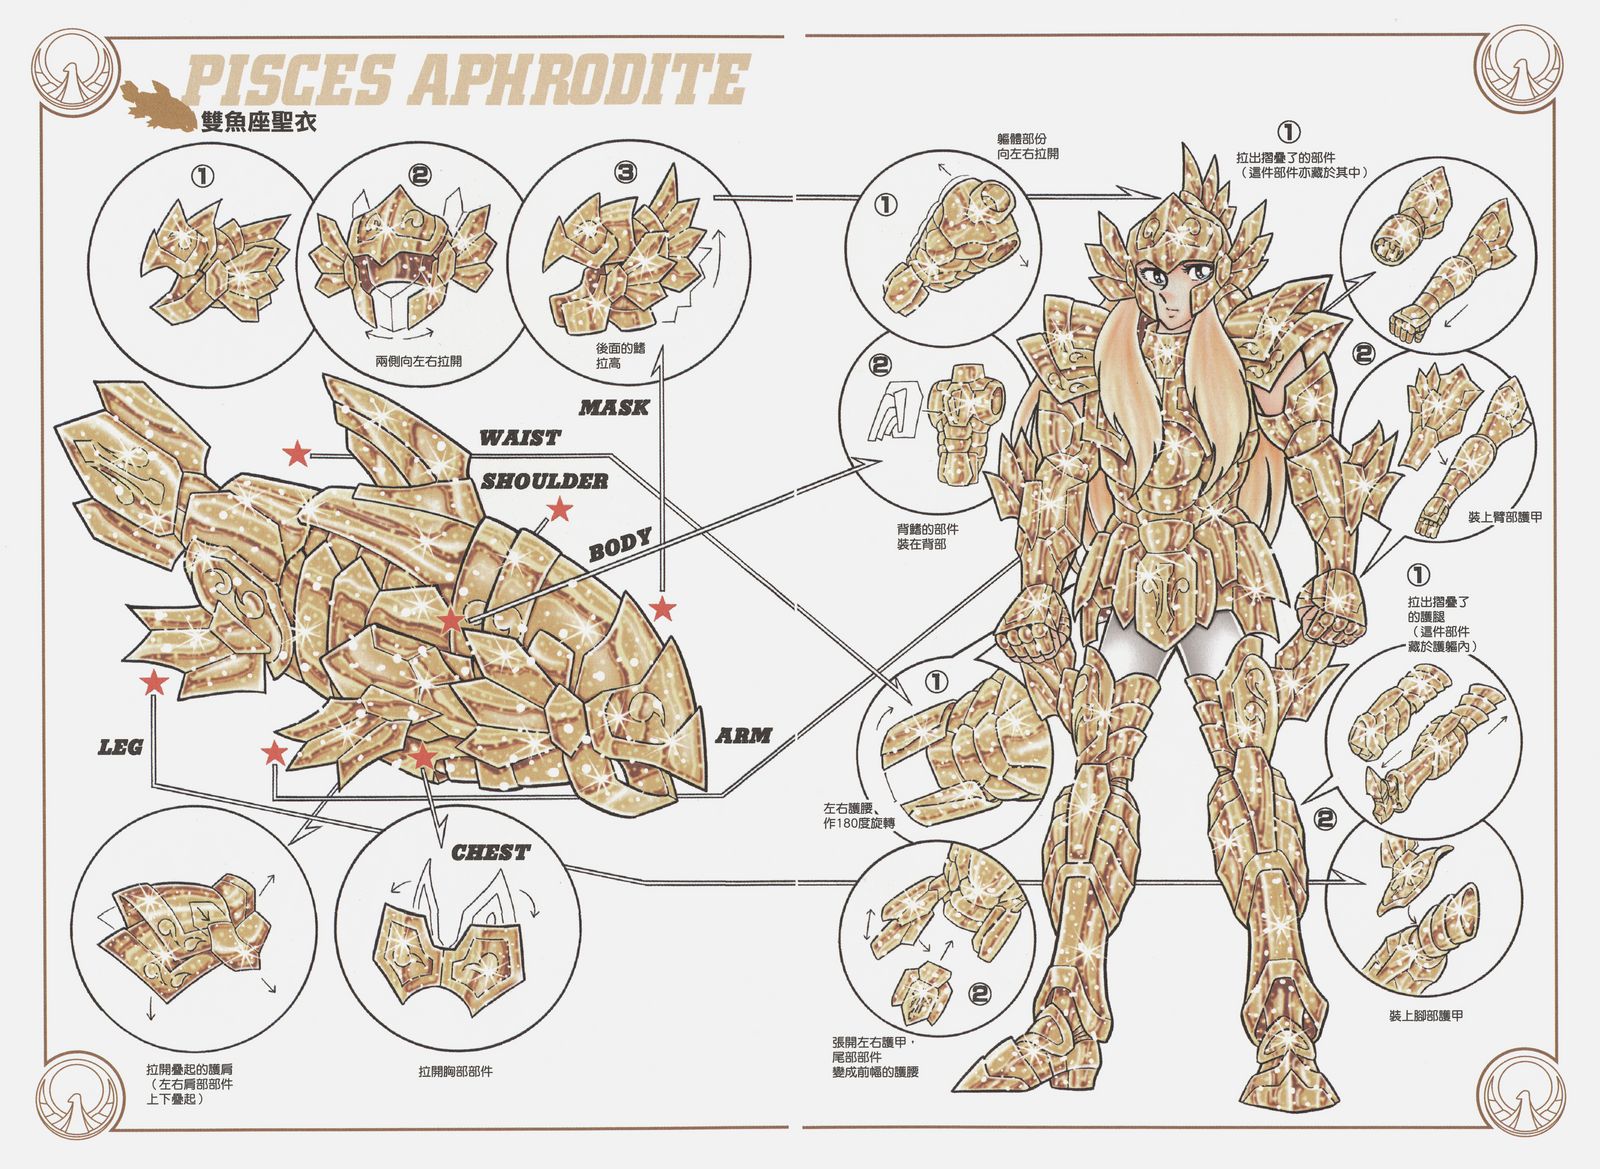 PISCES APHRODITE
雙魚座聖衣
①
②
③
兩側向左右拉開
後面的鰭
拉高
軀體部份
向左右拉開
①
②
背鰭的部件
裝在背部
①
拉出摺疊了的部件
（這件部件亦藏於其中）
②
裝上臂部護甲
MASK
WAIST
SHOULDER
BODY
ARM
LEG
CHEST
①
左右護腰、
作180度旋轉
②
張開左右護甲，
尾部部件
變成前幅的護腰
①
拉出摺疊了
的護腿
（這件部件
藏於護軀內）
②
裝上腳部護甲
拉開疊起的護肩
（左右肩部部件
上下疊起）
拉開胸部部件